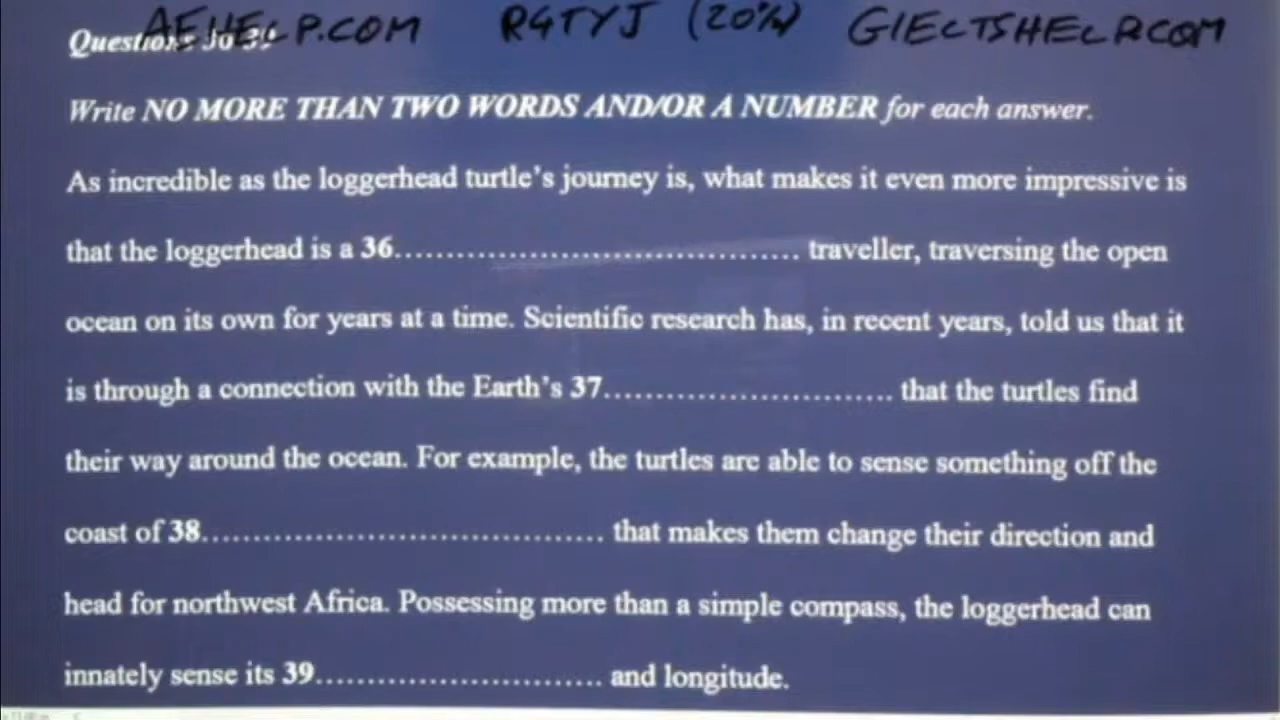 AEHELP.COM R4TYJ (20%) GIELTSHELP.COM
Questions 36
Write NO MORE THAN TWO WORDS AND/OR A NUMBER for each answer.
As incredible as the loggerhead turtle's journey is, what makes it even more impressive is
that the loggerhead is a 36........................................ traveller, traversing the open
ocean on its own for years at a time. Scientific research has, in recent years, told us that it
is through a connection with the Earth's 37............................. that the turtles find
their way around the ocean. For example, the turtles are able to sense something off the
coast of 38........................................ that makes them change their direction and
head for northwest Africa. Possessing more than a simple compass, the loggerhead can
innately sense its 39............................. and longitude.